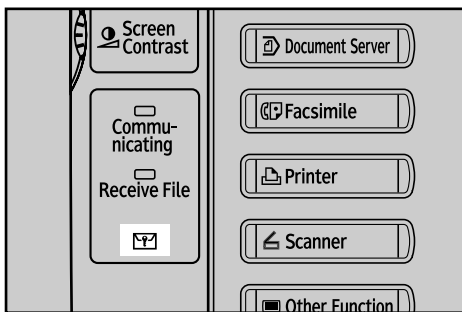 Screen
Contrast
Commu-
nicating
Receive File
Document Server
Facsimile
Printer
Scanner
Other Function